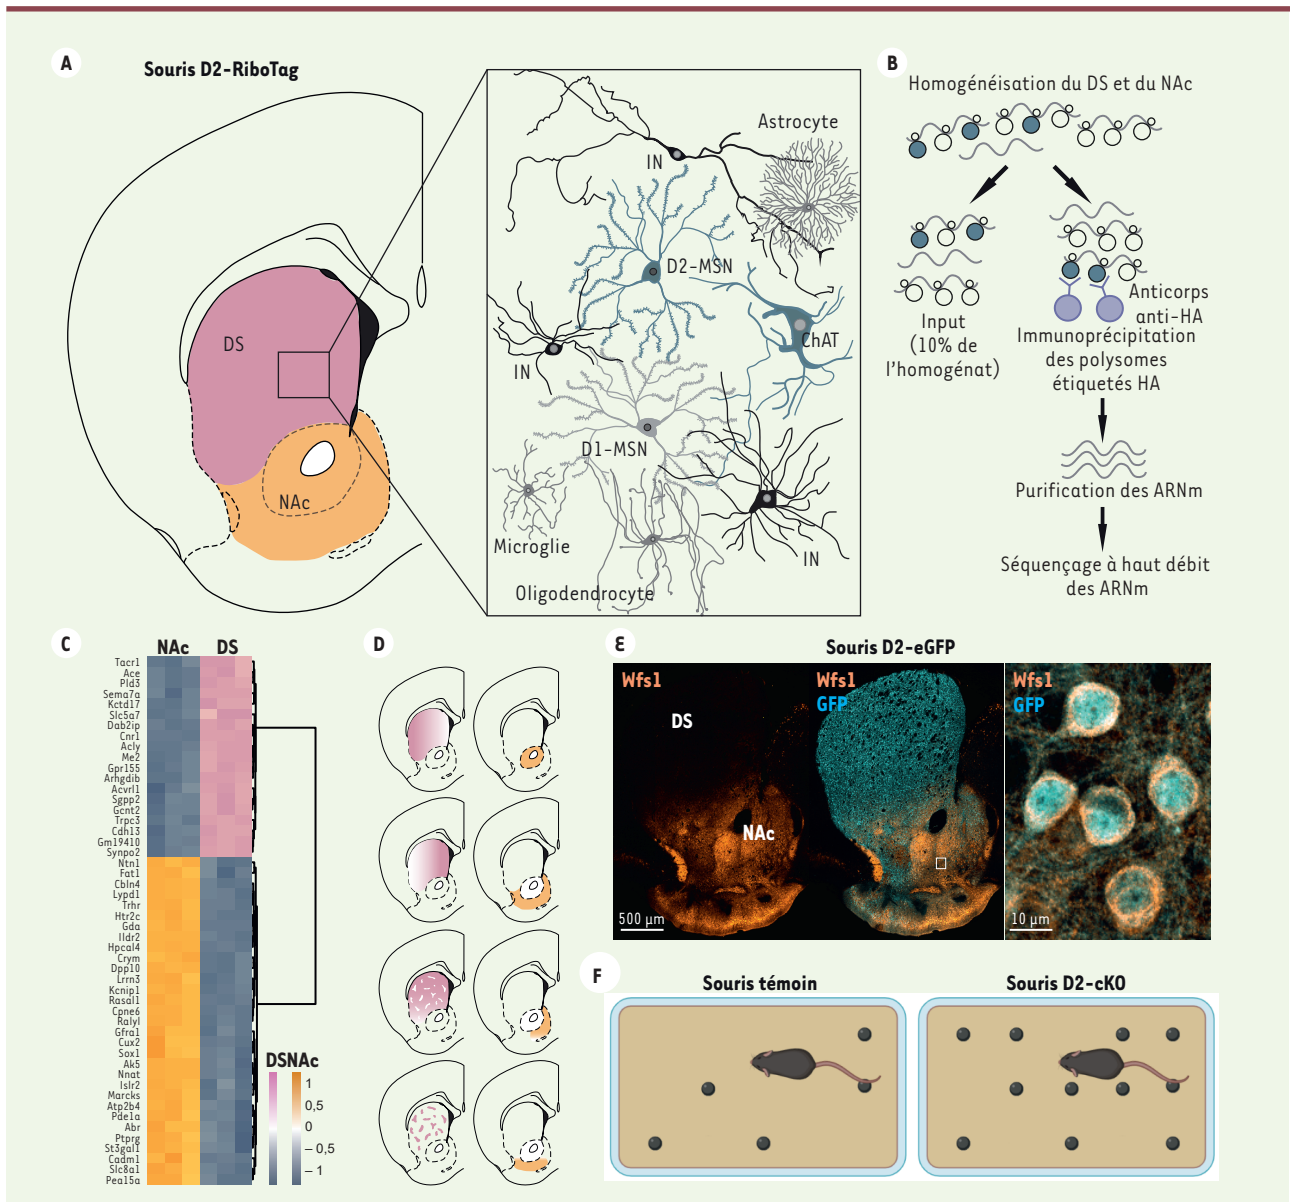 A
Souris D2-RiboTag
DS
NAc
IN
Astrocyte
D2-MSN
ChAT
IN
D1-MSN
Microglie
IN
Oligodendrocyte
B
Homogénéisation du DS et du NAc
Input
(10% de
l'homogénat)
Anticorps
anti-HA
Immunoprécipitation
des polysomes
étiquetés HA
Purification des ARNm
Séquençage à haut débit
des ARNm
C
NAc DS
Tacr1
Ace
Pld3
Sema7a
Kctd17
Slc5a7
Dab2ip
Cnr1
Acly
Me2
Gpr155
Arhgdib
Acvrl1
Sgpp2
Gcnt2
Trpc3
Cdh13
Gm19410
Synpo2
Ntn1
Fat1
Cbln4
Lypd1
Trhr
Htr2c
Gda
Ildr2
Hpcal4
Crym
Dpp10
Lrrn3
Kcnip1
Rasal1
Cpne6
Ralyl
Gfra1
Cux2
Sox1
Ak5
Nnat
Islr2
Marcks
Atp2b4
Pde1a
Abr
Ptprg
St3gal1
Cadm1
Slc8a1
Pea15a
DSNAc
1
0,5
0
– 0,5
– 1
D
E
Souris D2-eGFP
Wfs1
DS
500 µm
Wfs1
GFP
NAc
Wfs1
GFP
10 µm
F
Souris témoin
Souris D2-cKO